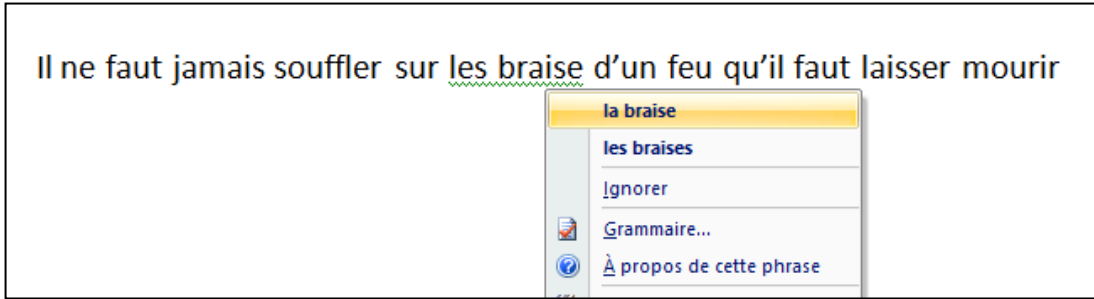 Il ne faut jamais souffler sur les braise d'un feu qu'il faut laisser mourir
la braise
les braises
Ignorer
Grammaire...
À propos de cette phrase